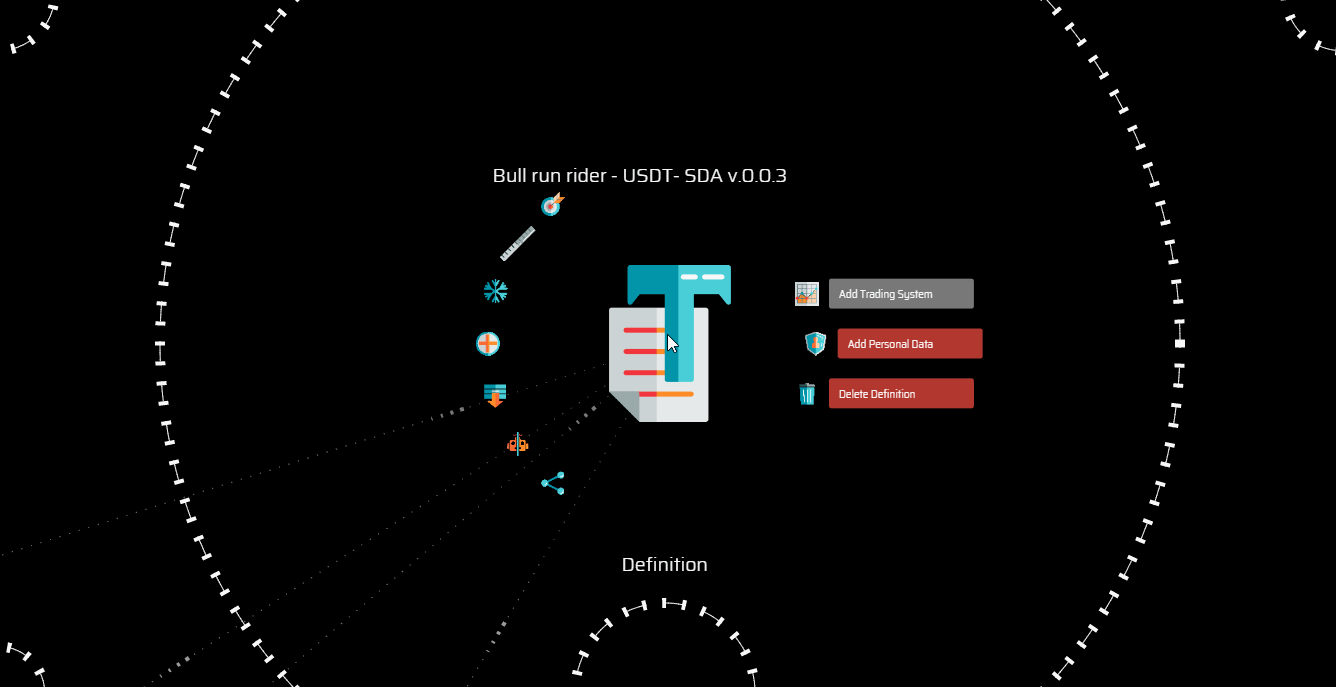 Bull run rider - USDT- SDA v.0.0.3
Add Trading System
Add Personal Data
Delete Definition
Definition